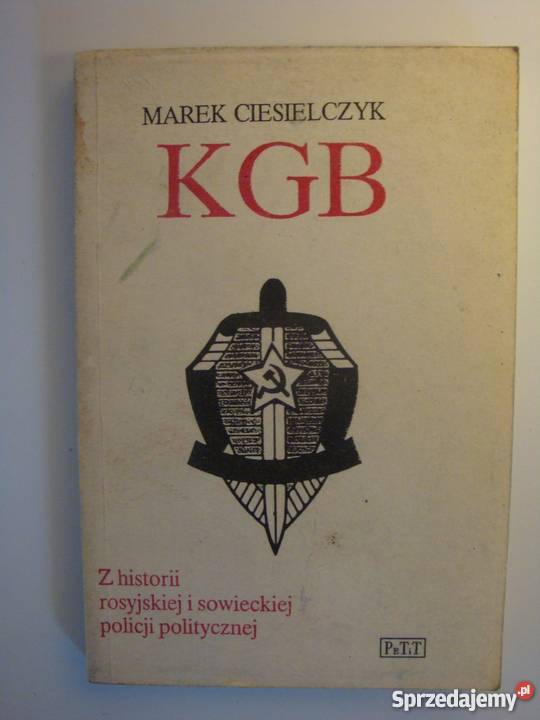 MAREK CIESIELCZYK
KGB
Z historii
rosyjskiej i sowieckiej
policji politycznej
PeTiT
Sprzedajemy.pl